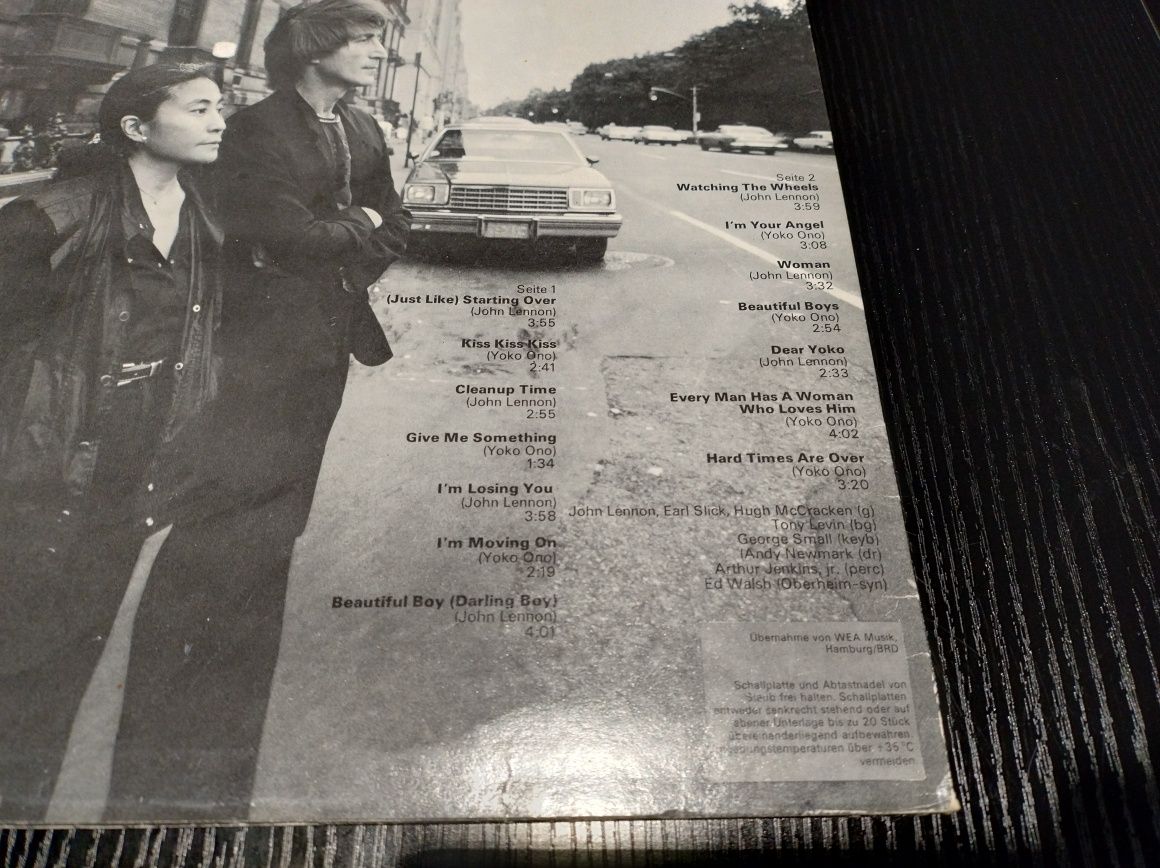 Seite 1
(Just Like) Starting Over
(John Lennon)
3:55
Kiss Kiss Kiss
(Yoko Ono)
2:41
Cleanup Time
(John Lennon)
2:55
Give Me Something
(Yoko Ono)
1:34
I'm Losing You
(John Lennon)
3:58
I'm Moving On
(Yoko Ono)
2:19
Beautiful Boy (Darling Boy)
(John Lennon)
4:01
Seite 2
Watching The Wheels
(John Lennon)
3:59
I'm Your Angel
(Yoko Ono)
3:08
Woman
(John Lennon)
3:32
Beautiful Boys
(Yoko Ono)
2:54
Dear Yoko
(John Lennon)
2:33
Every Man Has A Woman
Who Loves Him
(Yoko Ono)
4:02
Hard Times Are Over
(Yoko Ono)
3:20
John Lennon, Earl Slick, Hugh McCracken (g)
Tony Levin (bg)
George Small (keyb)
(Andy Newmark (dr)
Arthur Jenkins, jr. (perc)
Ed Walsh (Oberheim-syn)
Übernahme von WEA Musik,
Hamburg/BRD
Schallplatte und Abtastnadel von
Staub frei halten. Schallplatten
entweder senkrecht stehend oder auf
ebener Unterlage bis zu 20 Stück
übereinanderliegend aufbewahren.
über +35°C
vermeiden